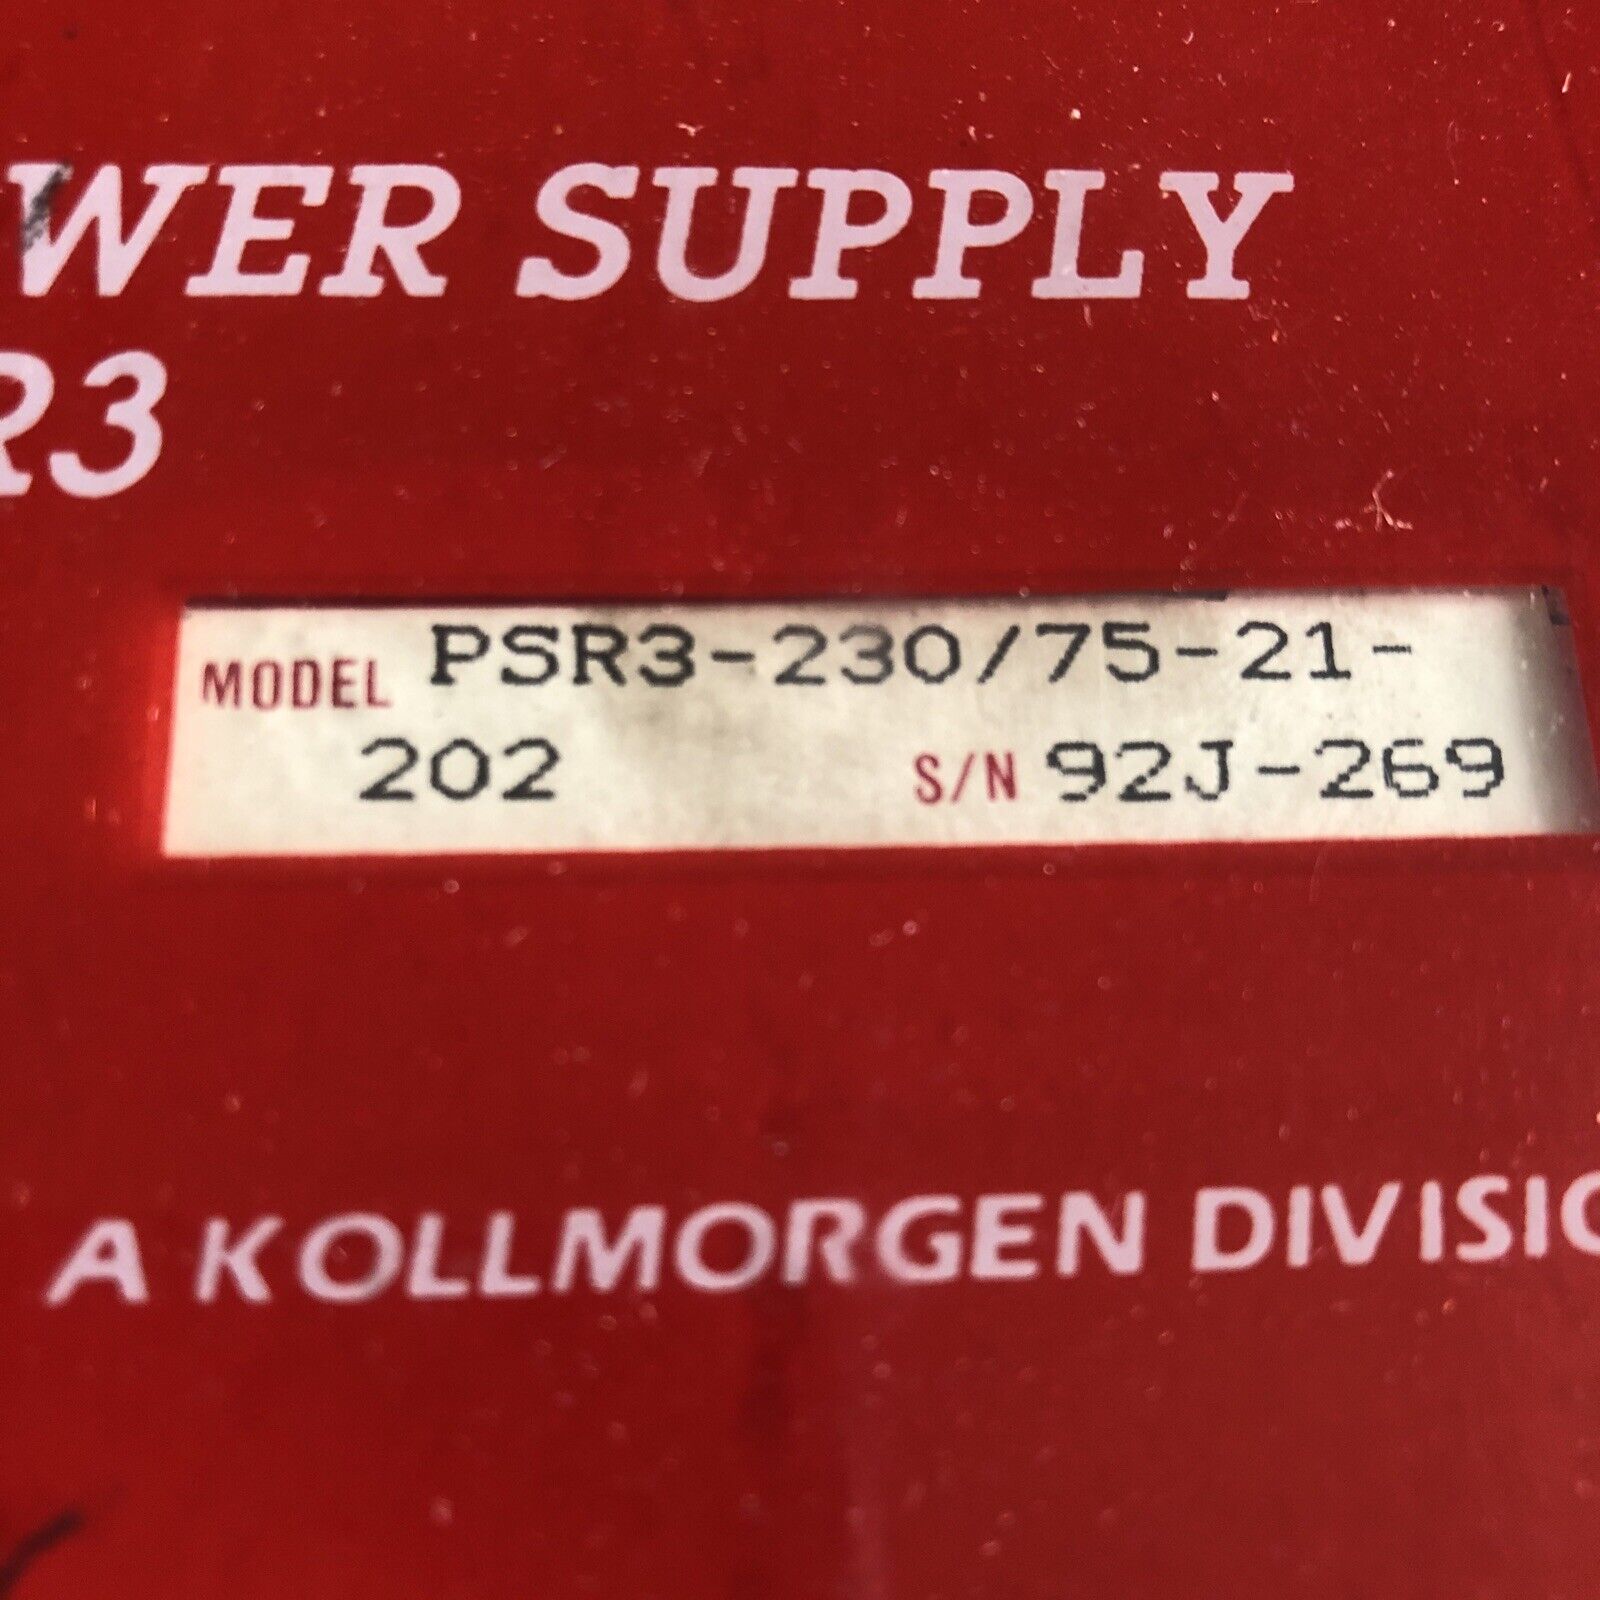 WER SUPPLY
R3
MODEL PSR3-230/75-21-
202 S/N 92J-269
A KOLLMORGEN DIVISIO